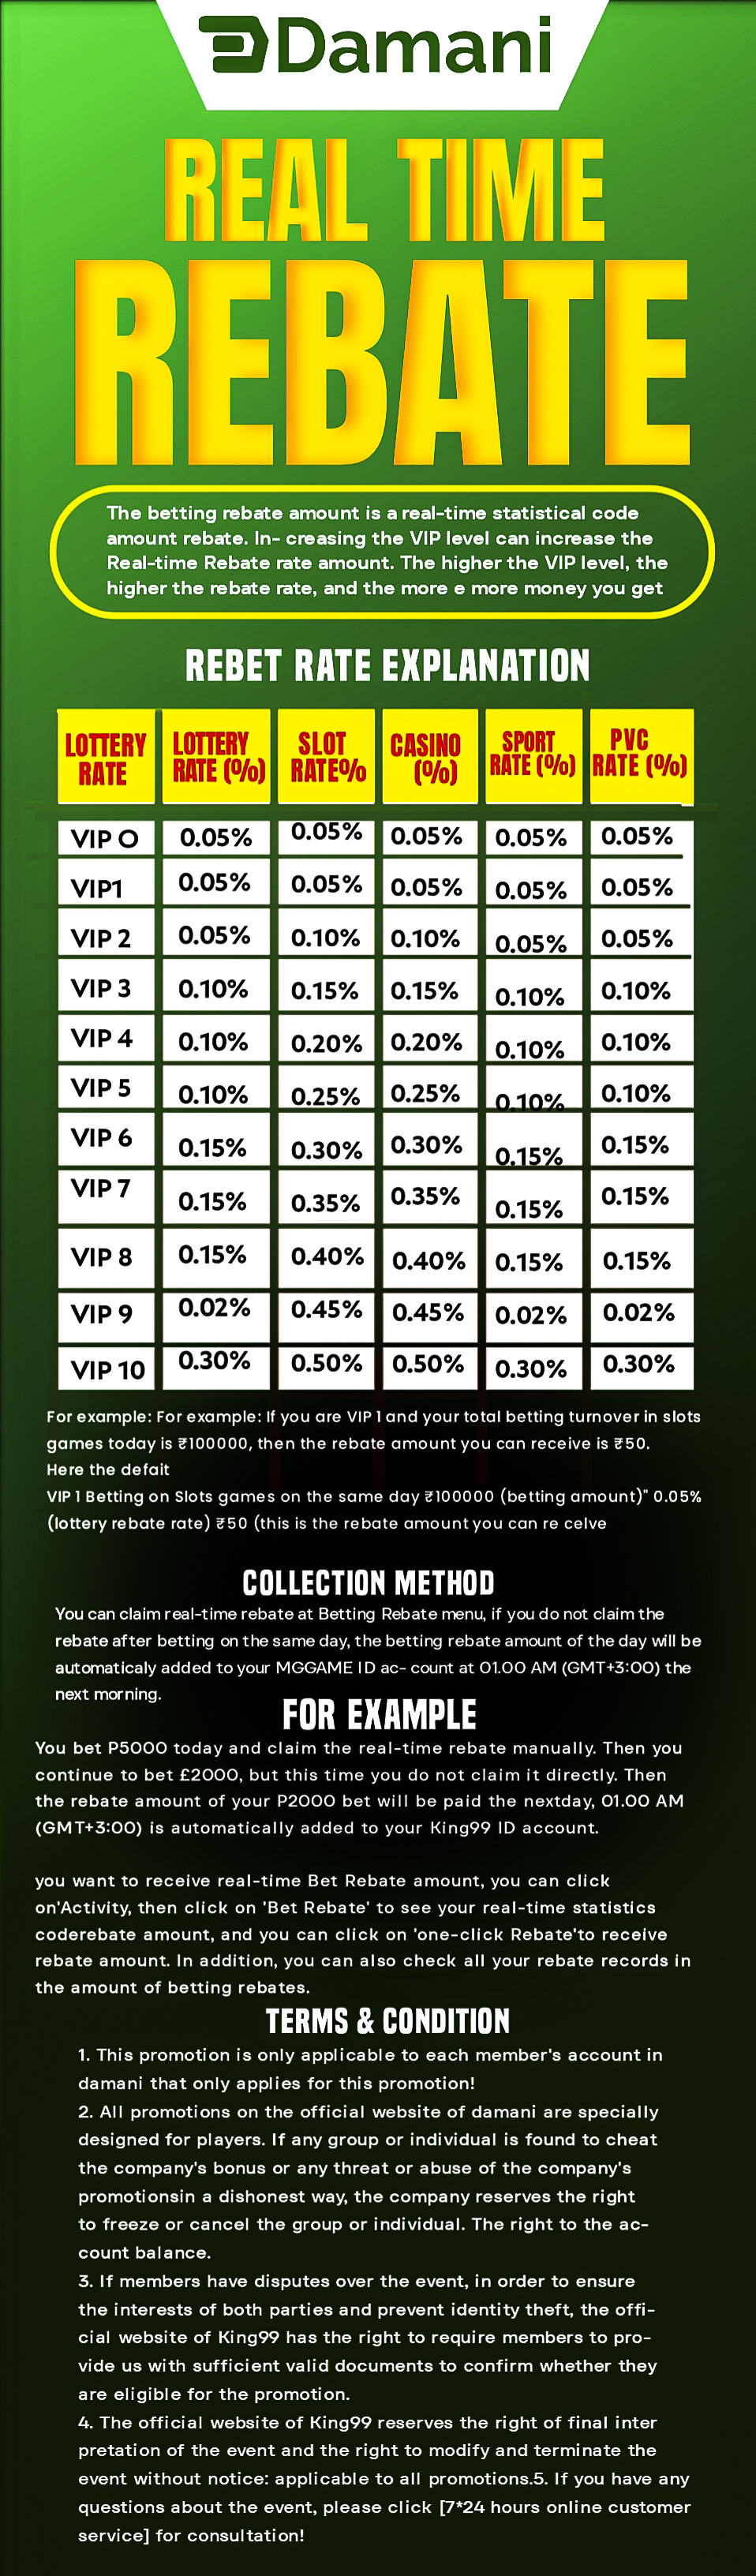 Damani
REAL TIME
REBATE
The betting rebate amount is a real-time statistical code
amount rebate. In- creasing the VIP level can increase the
Real-time Rebate rate amount. The higher the VIP level, the
higher the rebate rate, and the more e more money you get
REBET RATE EXPLANATION
LOTTERY RATE LOTTERY RATE (%) SLOT RATE% CASINO (%) SPORT RATE (%) PVC RATE (%)
VIP O 0.05% 0.05% 0.05% 0.05% 0.05%
VIP1 0.05% 0.05% 0.05% 0.05% 0.05%
VIP 2 0.05% 0.10% 0.10% 0.05% 0.05%
VIP 3 0.10% 0.15% 0.15% 0.10% 0.10%
VIP 4 0.10% 0.20% 0.20% 0.10% 0.10%
VIP 5 0.10% 0.25% 0.25% 0.10% 0.10%
VIP 6 0.15% 0.30% 0.30% 0.15% 0.15%
VIP 7 0.15% 0.35% 0.35% 0.15% 0.15%
VIP 8 0.15% 0.40% 0.40% 0.15% 0.15%
VIP 9 0.02% 0.45% 0.45% 0.02% 0.02%
VIP 10 0.30% 0.50% 0.50% 0.30% 0.30%
For example: For example: If you are VIP 1 and your total betting turnover in slots
games today is ₹100000, then the rebate amount you can receive is ₹50.
Here the defait
VIP 1 Betting on Slots games on the same day ₹100000 (betting amount)" 0.05%
(lottery rebate rate) ₹50 (this is the rebate amount you can re celve
COLLECTION METHOD
You can claim real-time rebate at Betting Rebate menu, if you do not claim the
rebate after betting on the same day, the betting rebate amount of the day will be
automaticaly added to your MGGAME ID ac- count at 01.00 AM (GMT+3:00) the
next morning.
FOR EXAMPLE
You bet P5000 today and claim the real-time rebate manually. Then you
continue to bet £2000, but this time you do not claim it directly. Then
the rebate amount of your P2000 bet will be paid the nextday, 01.00 AM
(GMT+3:00) is automatically added to your King99 ID account.
you want to receive real-time Bet Rebate amount, you can click
on'Activity, then click on 'Bet Rebate' to see your real-time statistics
coderebate amount, and you can click on 'one-click Rebate'to receive
rebate amount. In addition, you can also check all your rebate records in
the amount of betting rebates.
TERMS & CONDITION
1. This promotion is only applicable to each member's account in
damani that only applies for this promotion!
2. All promotions on the official website of damani are specially
designed for players. If any group or individual is found to cheat
the company's bonus or any threat or abuse of the company's
promotionsin a dishonest way, the company reserves the right
to freeze or cancel the group or individual. The right to the ac-
count balance.
3. If members have disputes over the event, in order to ensure
the interests of both parties and prevent identity theft, the offi-
cial website of King99 has the right to require members to pro-
vide us with sufficient valid documents to confirm whether they
are eligible for the promotion.
4. The official website of King99 reserves the right of final inter
pretation of the event and the right to modify and terminate the
event without notice: applicable to all promotions.5. If you have any
questions about the event, please click [7*24 hours online customer
service] for consultation!